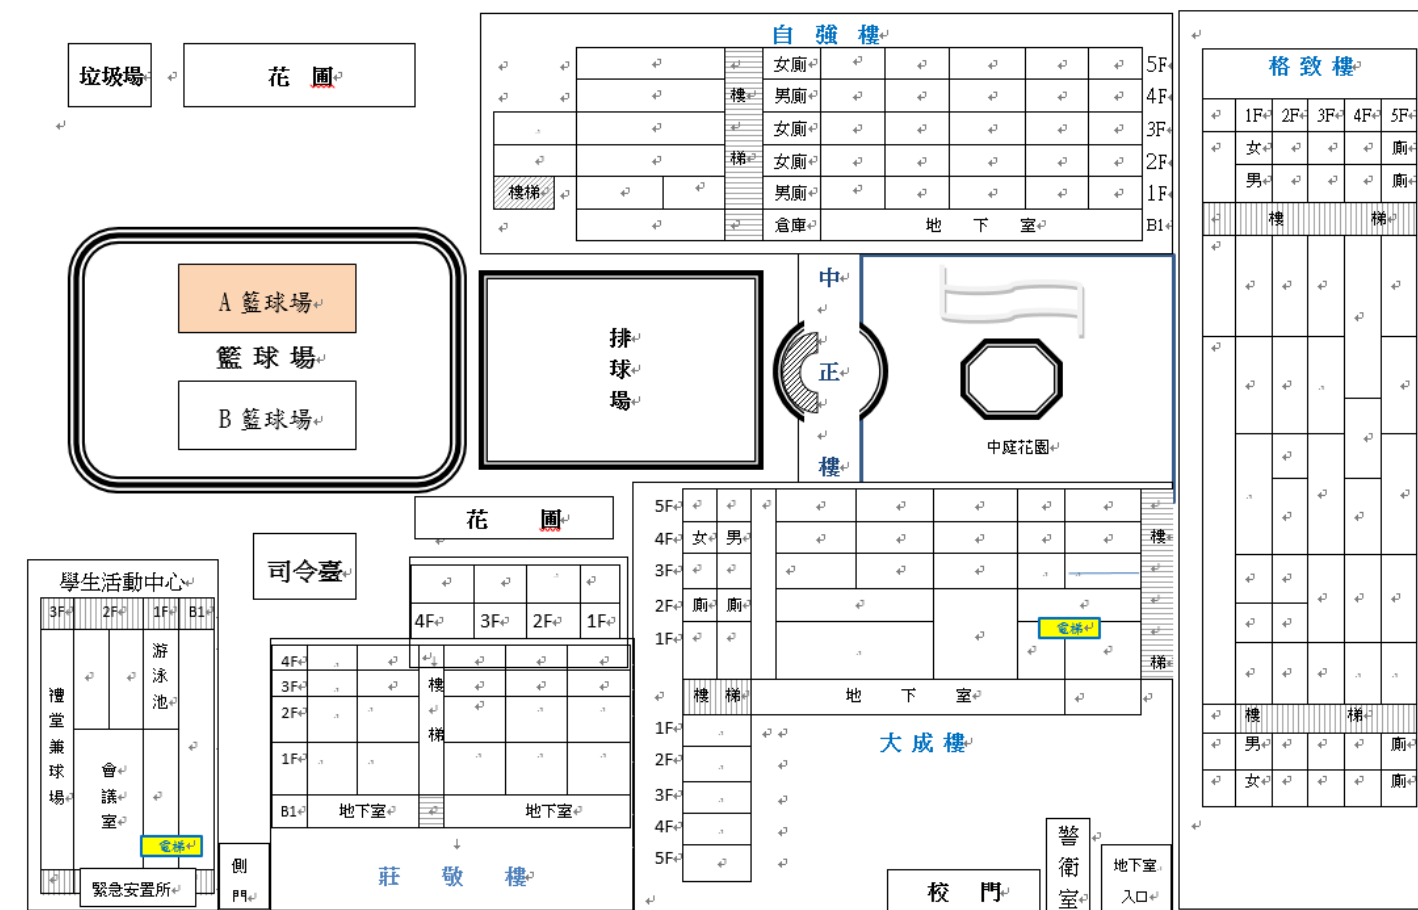 垃圾場
花 圃
自 強 樓
女廁 5F
樓 男廁 4F
女廁 3F
梯 女廁 2F
樓梯 男廁 1F
倉庫 地 下 室 B1
格 致 樓
1F 2F 3F 4F 5F
女 廁
男 廁
樓 梯
樓 梯
男 廁
女 廁
A 籃球場
籃 球 場
B 籃球場
排
球
場
中
正
樓
中庭花園
花 圃
司令臺
學生活動中心
3F 2F 1F B1
游
泳
池
禮
堂
兼
球
場
會
議
室
電梯
緊急安置所
側
門
4F 3F 2F 1F
4F
3F 樓
2F
梯
1F
B1 地下室 地下室
莊 敬 樓
5F
4F 女 男 樓
3F
2F 廁 廁
電梯
1F
梯
樓 梯 地 下 室
1F
大 成 樓
2F
3F
4F
5F
警
衛
室
地下室
入口
校 門